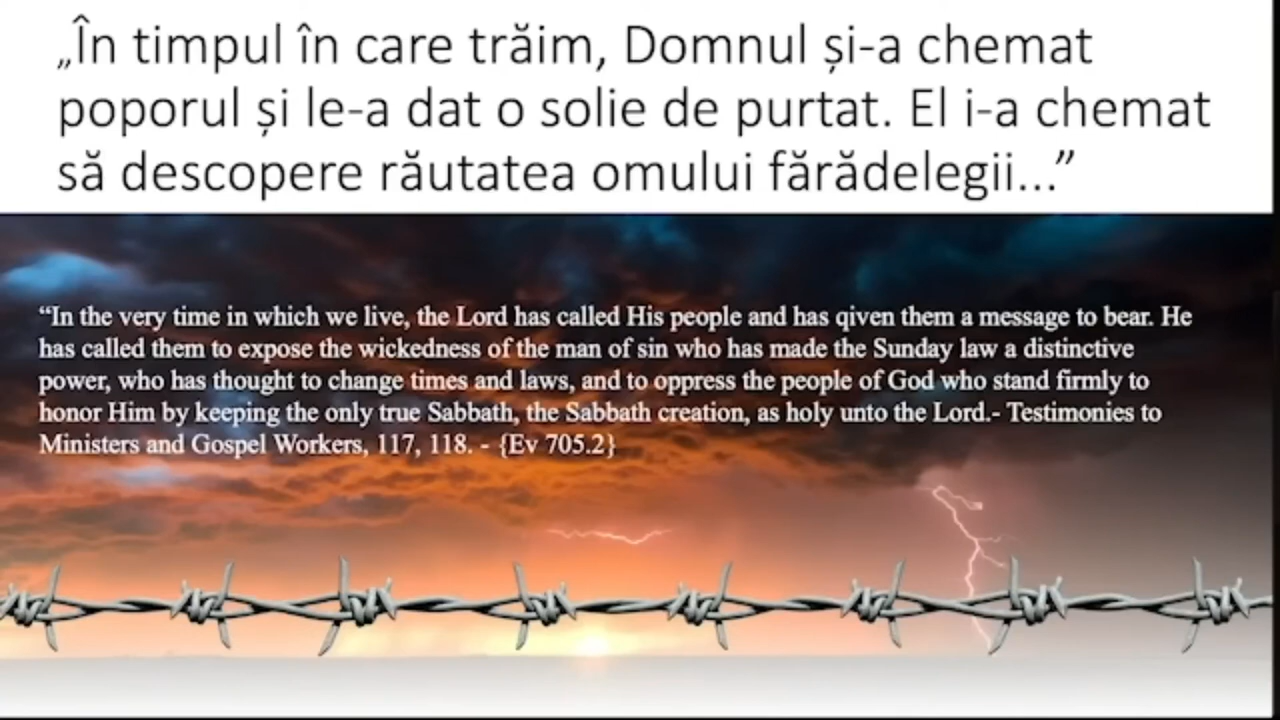 „În timpul în care trăim, Domnul și-a chemat
poporul și le-a dat o solie de purtat. El i-a chemat
să descopere răutatea omului fărădelegii...”
“In the very time in which we live, the Lord has called His people and has qiven them a message to bear. He
has called them to expose the wickedness of the man of sin who has made the Sunday law a distinctive
power, who has thought to change times and laws, and to oppress the people of God who stand firmly to
honor Him by keeping the only true Sabbath, the Sabbath creation, as holy unto the Lord.- Testimonies to
Ministers and Gospel Workers, 117, 118. - {Ev 705.2}